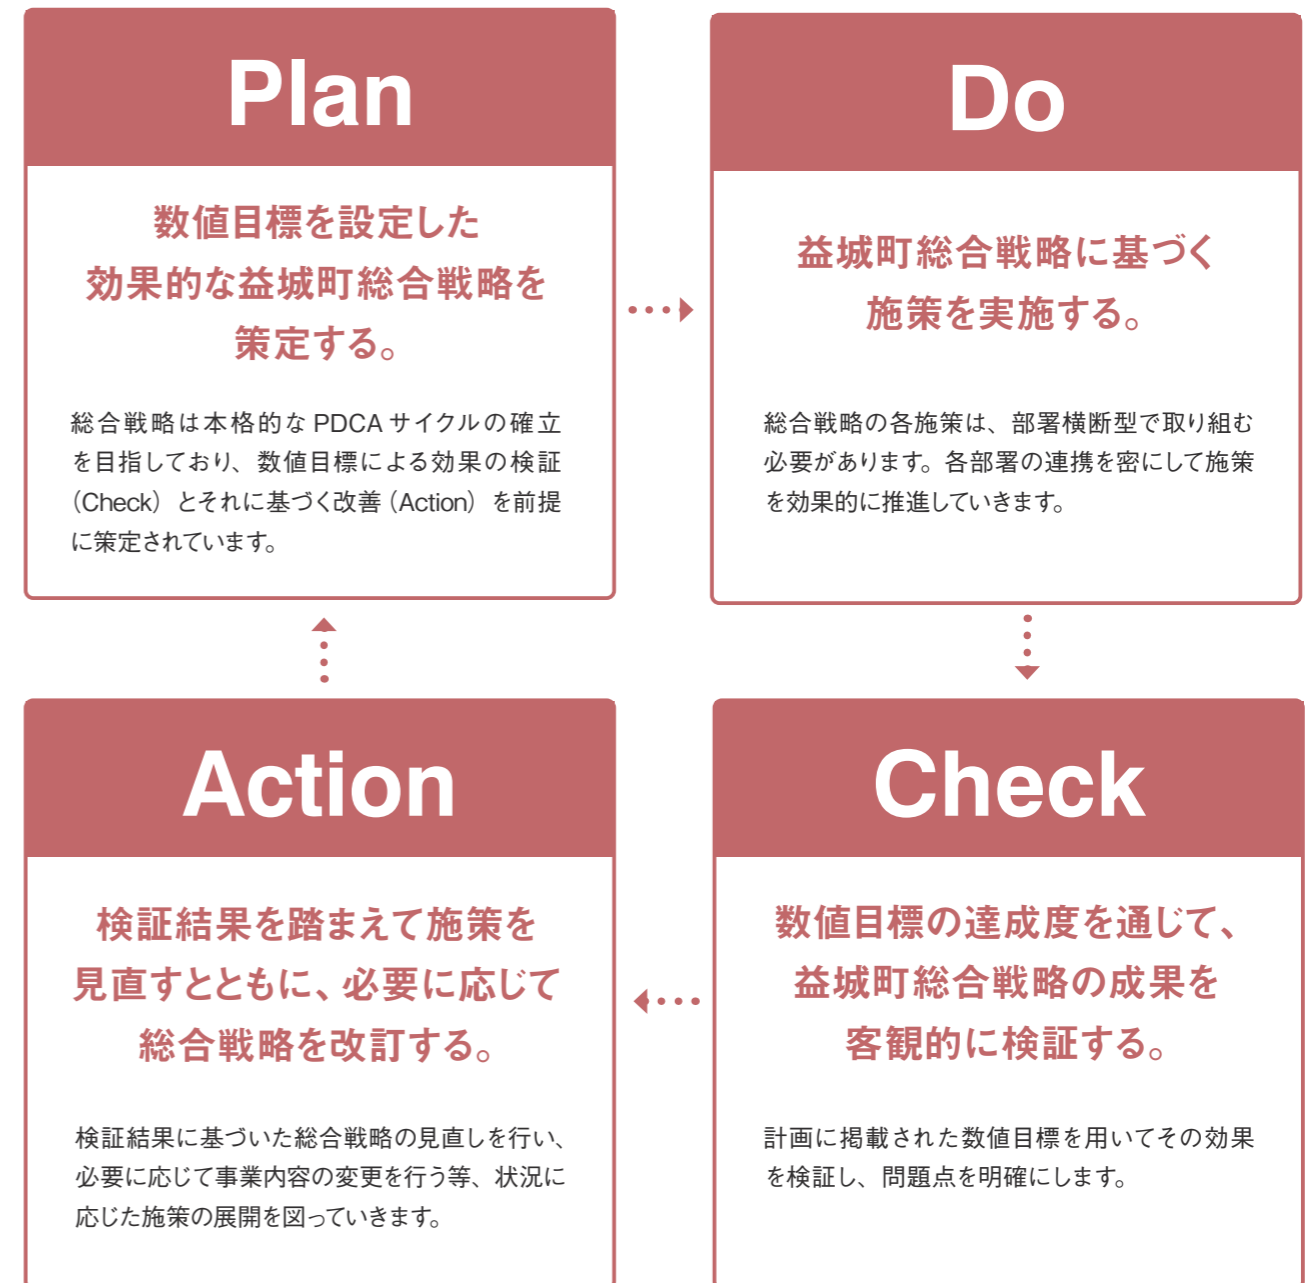 Plan
数値目標を設定した
効果的な益城町総合戦略を
策定する。
総合戦略は本格的な PDCA サイクルの確立
を目指しており、数値目標による効果の検証
（Check）とそれに基づく改善（Action）を前提
に策定されています。
Do
益城町総合戦略に基づく
施策を実施する。
総合戦略の各施策は、部署横断型で取り組む
必要があります。各部署の連携を密にして施策
を効果的に推進していきます。
Action
検証結果を踏まえて施策を
見直すとともに、必要に応じて
総合戦略を改訂する。
検証結果に基づいた総合戦略の見直しを行い、
必要に応じて事業内容の変更を行う等、状況に
応じた施策の展開を図っていきます。
Check
数値目標の達成度を通じて、
益城町総合戦略の成果を
客観的に検証する。
計画に掲載された数値目標を用いてその効果
を検証し、問題点を明確にします。